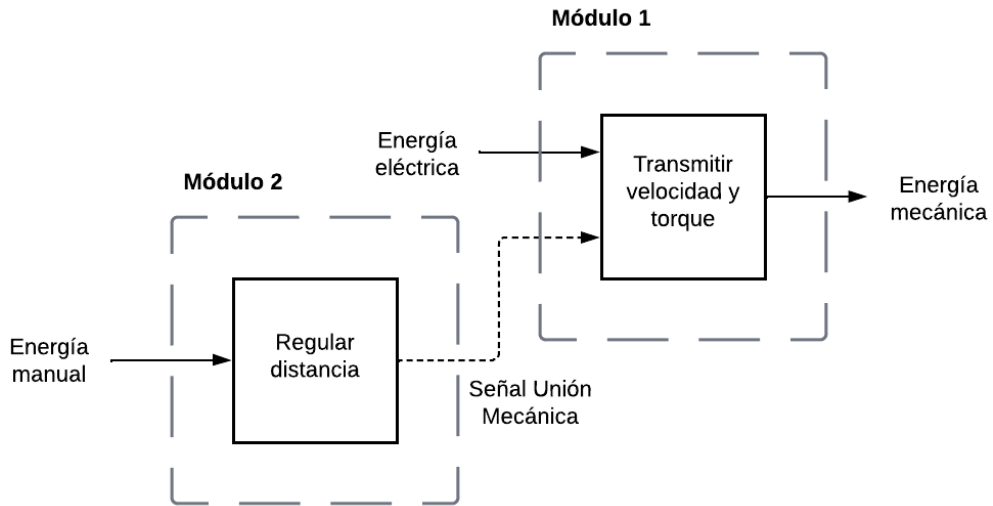 Módulo 1
Energía
eléctrica
Transmitir
velocidad y
torque
Energía
mecánica
Módulo 2
Energía
manual
Regular
distancia
Señal Unión
Mecánica